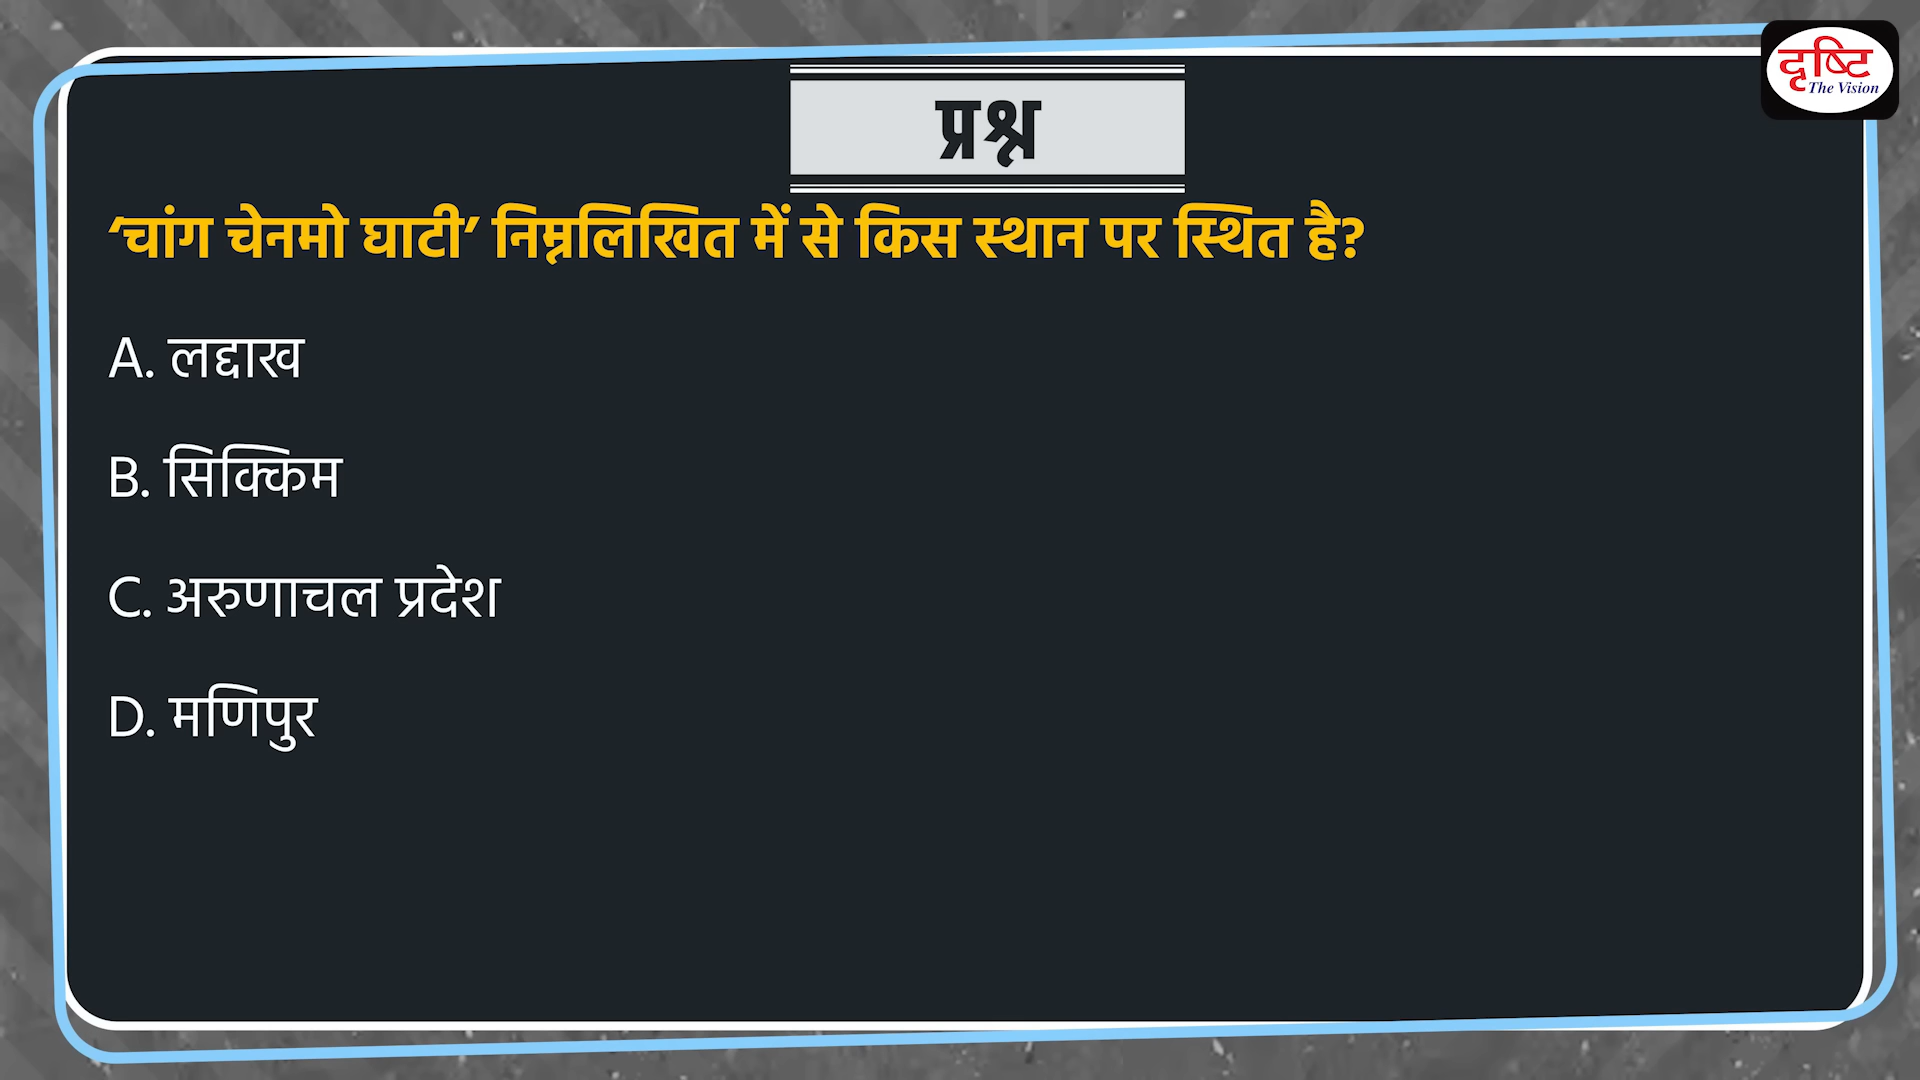 दृष्टि
The Vision
प्रश्न
‘चांग चेनमो घाटी’ निम्नलिखित में से किस स्थान पर स्थित है?
A. लद्दाख
B. सिक्किम
C. अरुणाचल प्रदेश
D. मणिपुर